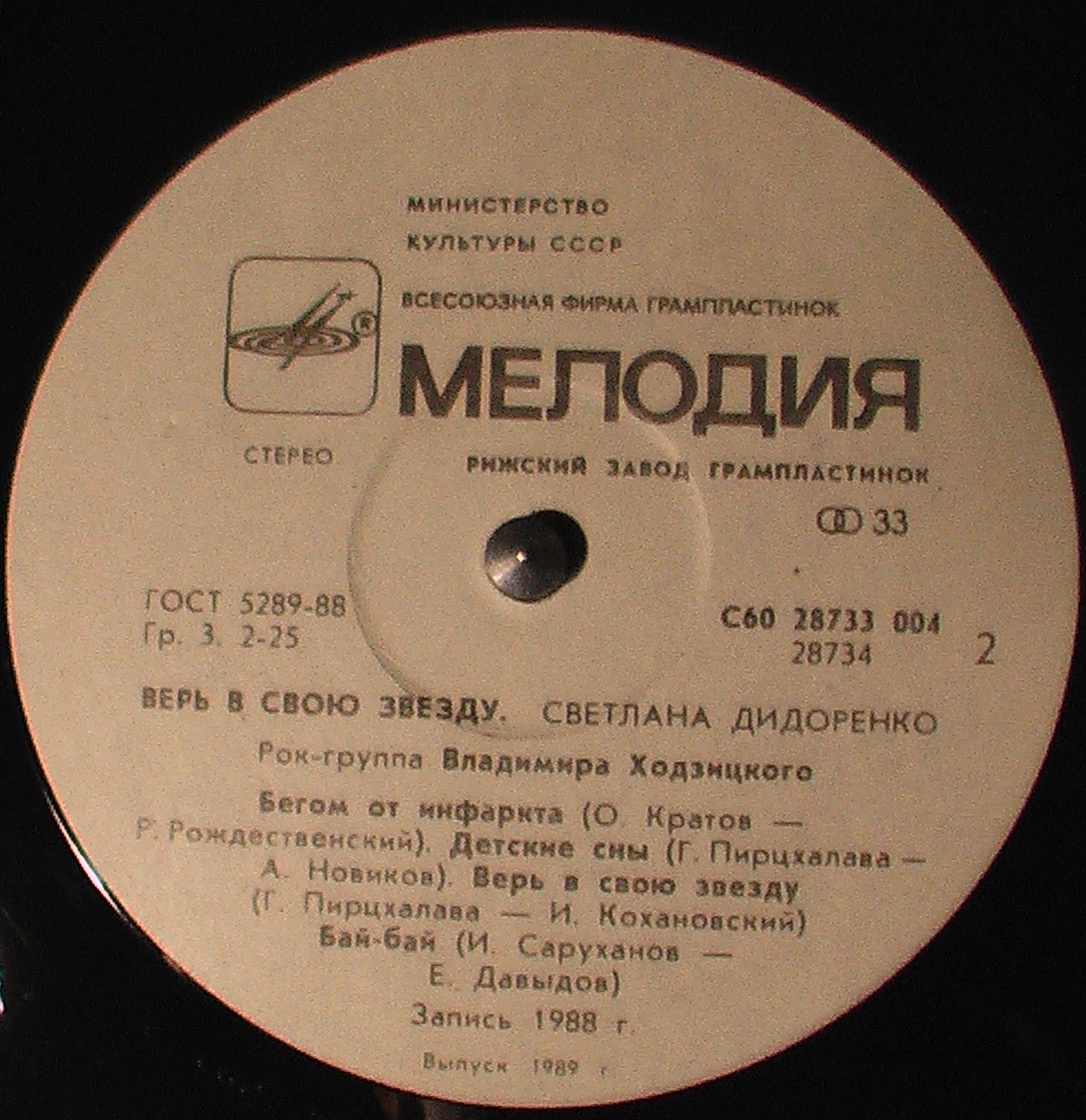 МИНИСТЕРСТВО
КУЛЬТУРЫ СССР
ВСЕСОЮЗНАЯ ФИРМА ГРАМПЛАСТИНОК
®
МЕЛОДИЯ
СТЕРЕО
РИЖСКИЙ ЗАВОД ГРАМПЛАСТИНОК
33
ГОСТ 5289-88
Гр. 3. 2-25
С60 28733 004
28734
2
ВЕРЬ В СВОЮ ЗВЕЗДУ. СВЕТЛАНА ДИДОРЕНКО
Рок-группа Владимира Ходзицкого
Бегом от инфаркта (О. Кратов —
Р. Рождественский). Детские сны (Г. Пирцхалава —
А. Новиков). Верь в свою звезду
(Г. Пирцхалава — И. Кохановский)
Бай-бай (И. Саруханов —
Е. Давыдов)
Запись 1988 г.
Выпуск 1989 г